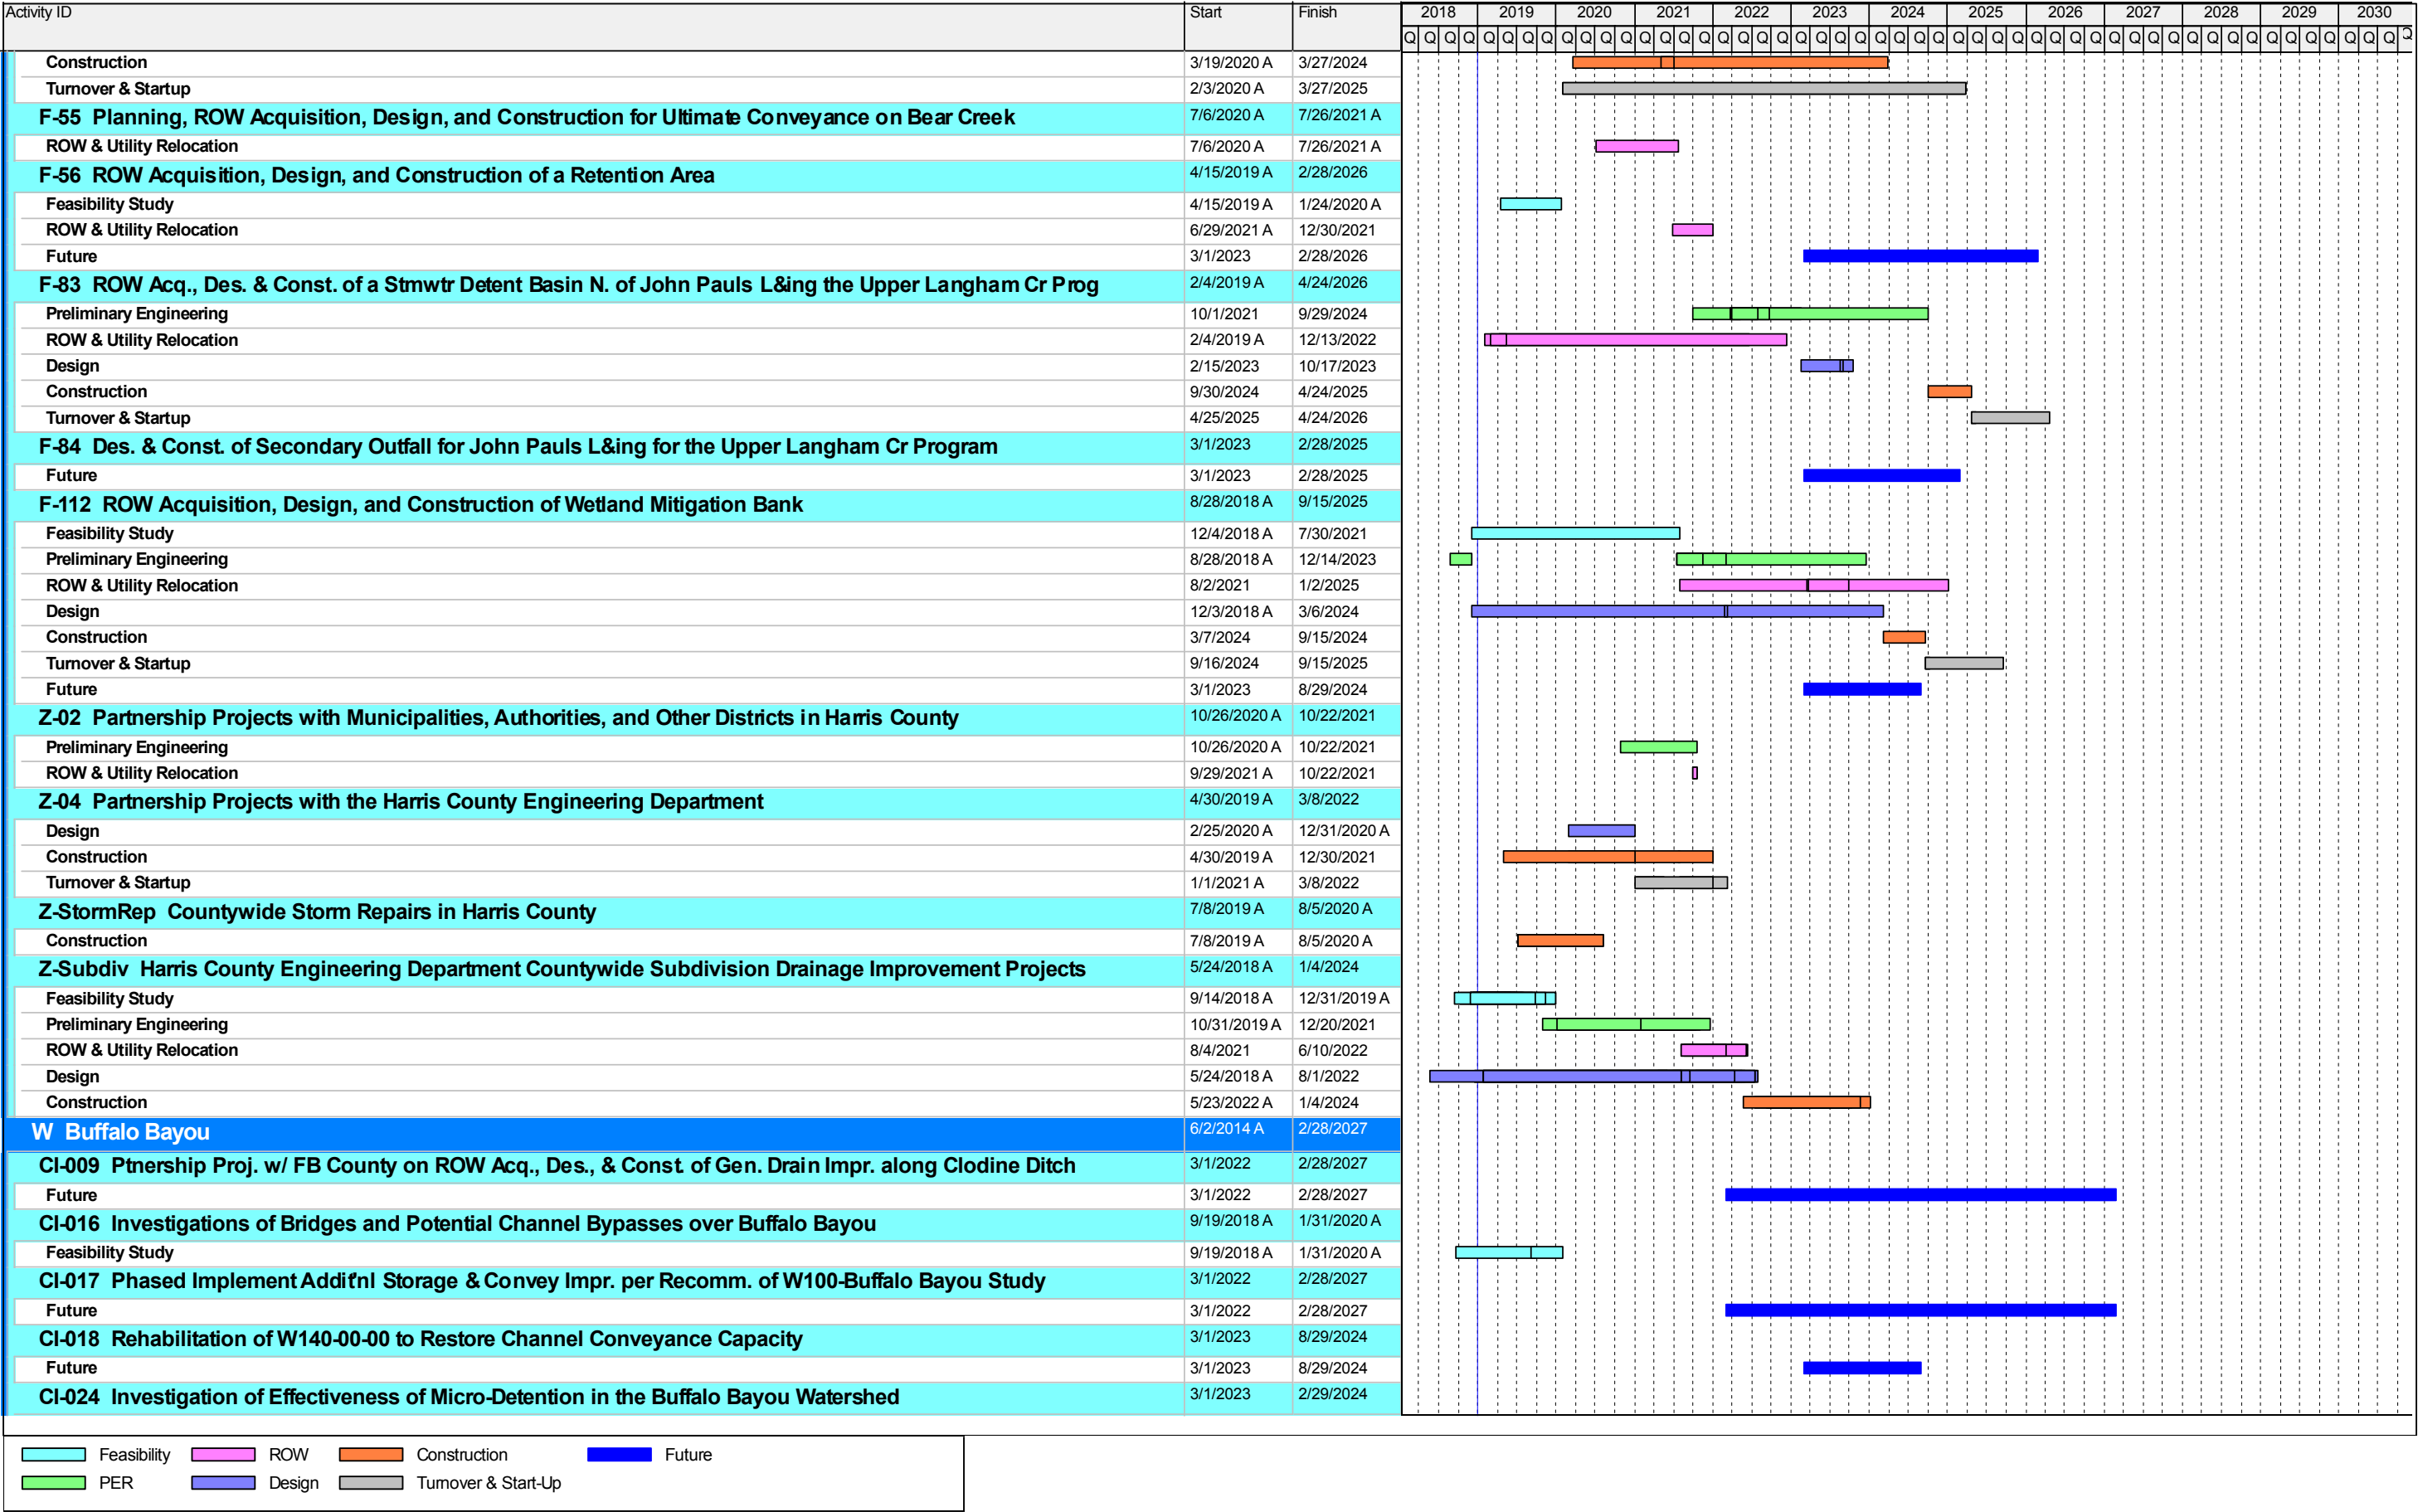 Activity ID Start Finish 2018 2019 2020 2021 2022 2023 2024 2025 2026 2027 2028 2029 2030
Q Q Q Q Q Q Q Q Q Q Q Q Q Q Q Q Q Q Q Q Q Q Q Q Q Q Q Q Q Q Q Q Q Q Q Q Q Q Q Q Q Q Q Q Q Q Q Q Q Q Q Q
Construction 3/19/2020 A 3/27/2024
Turnover & Startup 2/3/2020 A 3/27/2025
F-55 Planning, ROW Acquisition, Design, and Construction for Ultimate Conveyance on Bear Creek 7/6/2020 A 7/26/2021 A
ROW & Utility Relocation 7/6/2020 A 7/26/2021 A
F-56 ROW Acquisition, Design, and Construction of a Retention Area 4/15/2019 A 2/28/2026
Feasibility Study 4/15/2019 A 1/24/2020 A
ROW & Utility Relocation 6/29/2021 A 12/30/2021
Future 3/1/2023 2/28/2026
F-83 ROW Acq., Des. & Const. of a Stmwtr Detent Basin N. of John Pauls L&ing the Upper Langham Cr Prog 2/4/2019 A 4/24/2026
Preliminary Engineering 10/1/2021 9/29/2024
ROW & Utility Relocation 2/4/2019 A 12/13/2022
Design 2/15/2023 10/17/2023
Construction 9/30/2024 4/24/2025
Turnover & Startup 4/25/2025 4/24/2026
F-84 Des. & Const. of Secondary Outfall for John Pauls L&ing for the Upper Langham Cr Program 3/1/2023 2/28/2025
Future 3/1/2023 2/28/2025
F-112 ROW Acquisition, Design, and Construction of Wetland Mitigation Bank 8/28/2018 A 9/15/2025
Feasibility Study 12/4/2018 A 7/30/2021
Preliminary Engineering 8/28/2018 A 12/14/2023
ROW & Utility Relocation 8/2/2021 1/2/2025
Design 12/3/2018 A 3/6/2024
Construction 3/7/2024 9/15/2024
Turnover & Startup 9/16/2024 9/15/2025
Future 3/1/2023 8/29/2024
Z-02 Partnership Projects with Municipalities, Authorities, and Other Districts in Harris County 10/26/2020 A 10/22/2021
Preliminary Engineering 10/26/2020 A 10/22/2021
ROW & Utility Relocation 9/29/2021 A 10/22/2021
Z-04 Partnership Projects with the Harris County Engineering Department 4/30/2019 A 3/8/2022
Design 2/25/2020 A 12/31/2020 A
Construction 4/30/2019 A 12/30/2021
Turnover & Startup 1/1/2021 A 3/8/2022
Z-StormRep Countywide Storm Repairs in Harris County 7/8/2019 A 8/5/2020 A
Construction 7/8/2019 A 8/5/2020 A
Z-Subdiv Harris County Engineering Department Countywide Subdivision Drainage Improvement Projects 5/24/2018 A 1/4/2024
Feasibility Study 9/14/2018 A 12/31/2019 A
Preliminary Engineering 10/31/2019 A 12/20/2021
ROW & Utility Relocation 8/4/2021 6/10/2022
Design 5/24/2018 A 8/1/2022
Construction 5/23/2022 A 1/4/2024
W Buffalo Bayou 6/2/2014 A 2/28/2027
CI-009 Ptnership Proj. w/ FB County on ROW Acq., Des., & Const. of Gen. Drain Impr. along Clodine Ditch 3/1/2022 2/28/2027
Future 3/1/2022 2/28/2027
CI-016 Investigations of Bridges and Potential Channel Bypasses over Buffalo Bayou 9/19/2018 A 1/31/2020 A
Feasibility Study 9/19/2018 A 1/31/2020 A
CI-017 Phased Implement Addit'nl Storage & Convey Impr. per Recomm. of W100-Buffalo Bayou Study 3/1/2022 2/28/2027
Future 3/1/2022 2/28/2027
CI-018 Rehabilitation of W140-00-00 to Restore Channel Conveyance Capacity 3/1/2023 8/29/2024
Future 3/1/2023 8/29/2024
CI-024 Investigation of Effectiveness of Micro-Detention in the Buffalo Bayou Watershed 3/1/2023 2/29/2024
Feasibility ROW Construction Future
PER Design Turnover & Start-Up